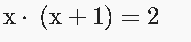 x · (x + 1) = 2